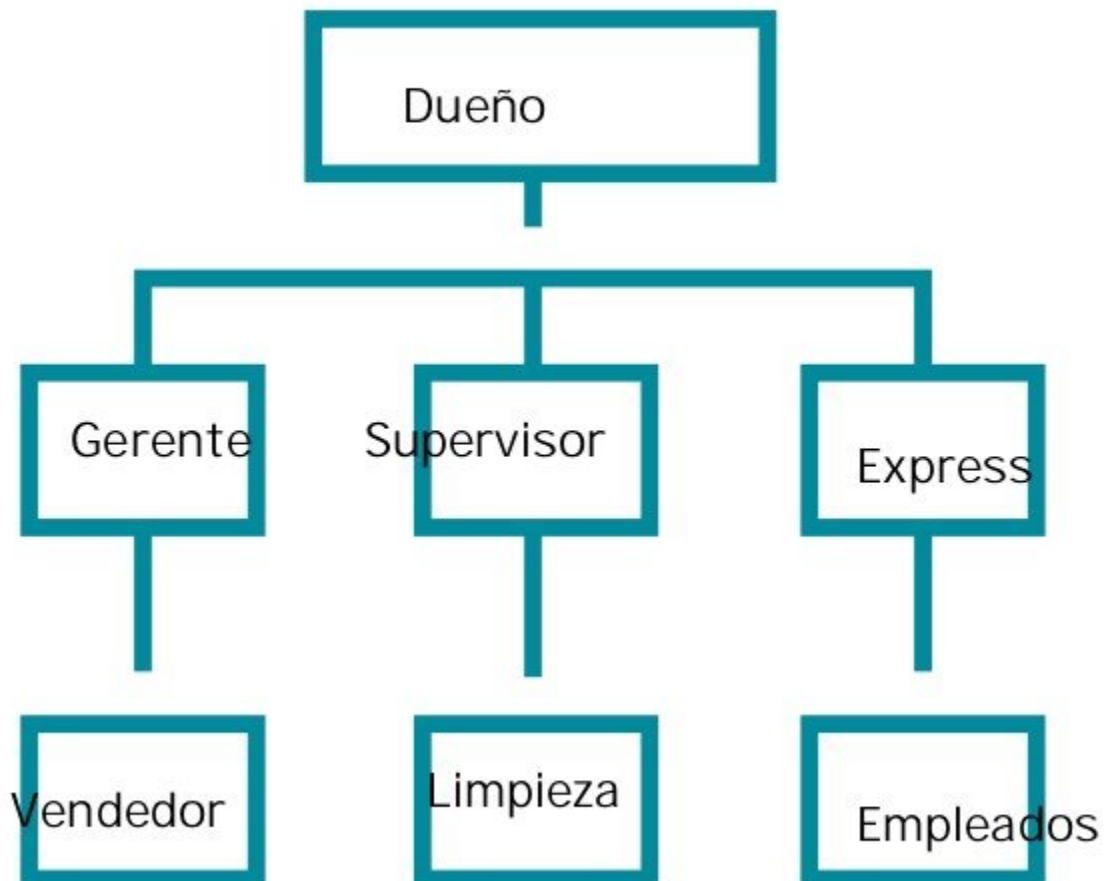 Dueño
Gerente
Supervisor
Express
Vendedor
Limpieza
Empleados